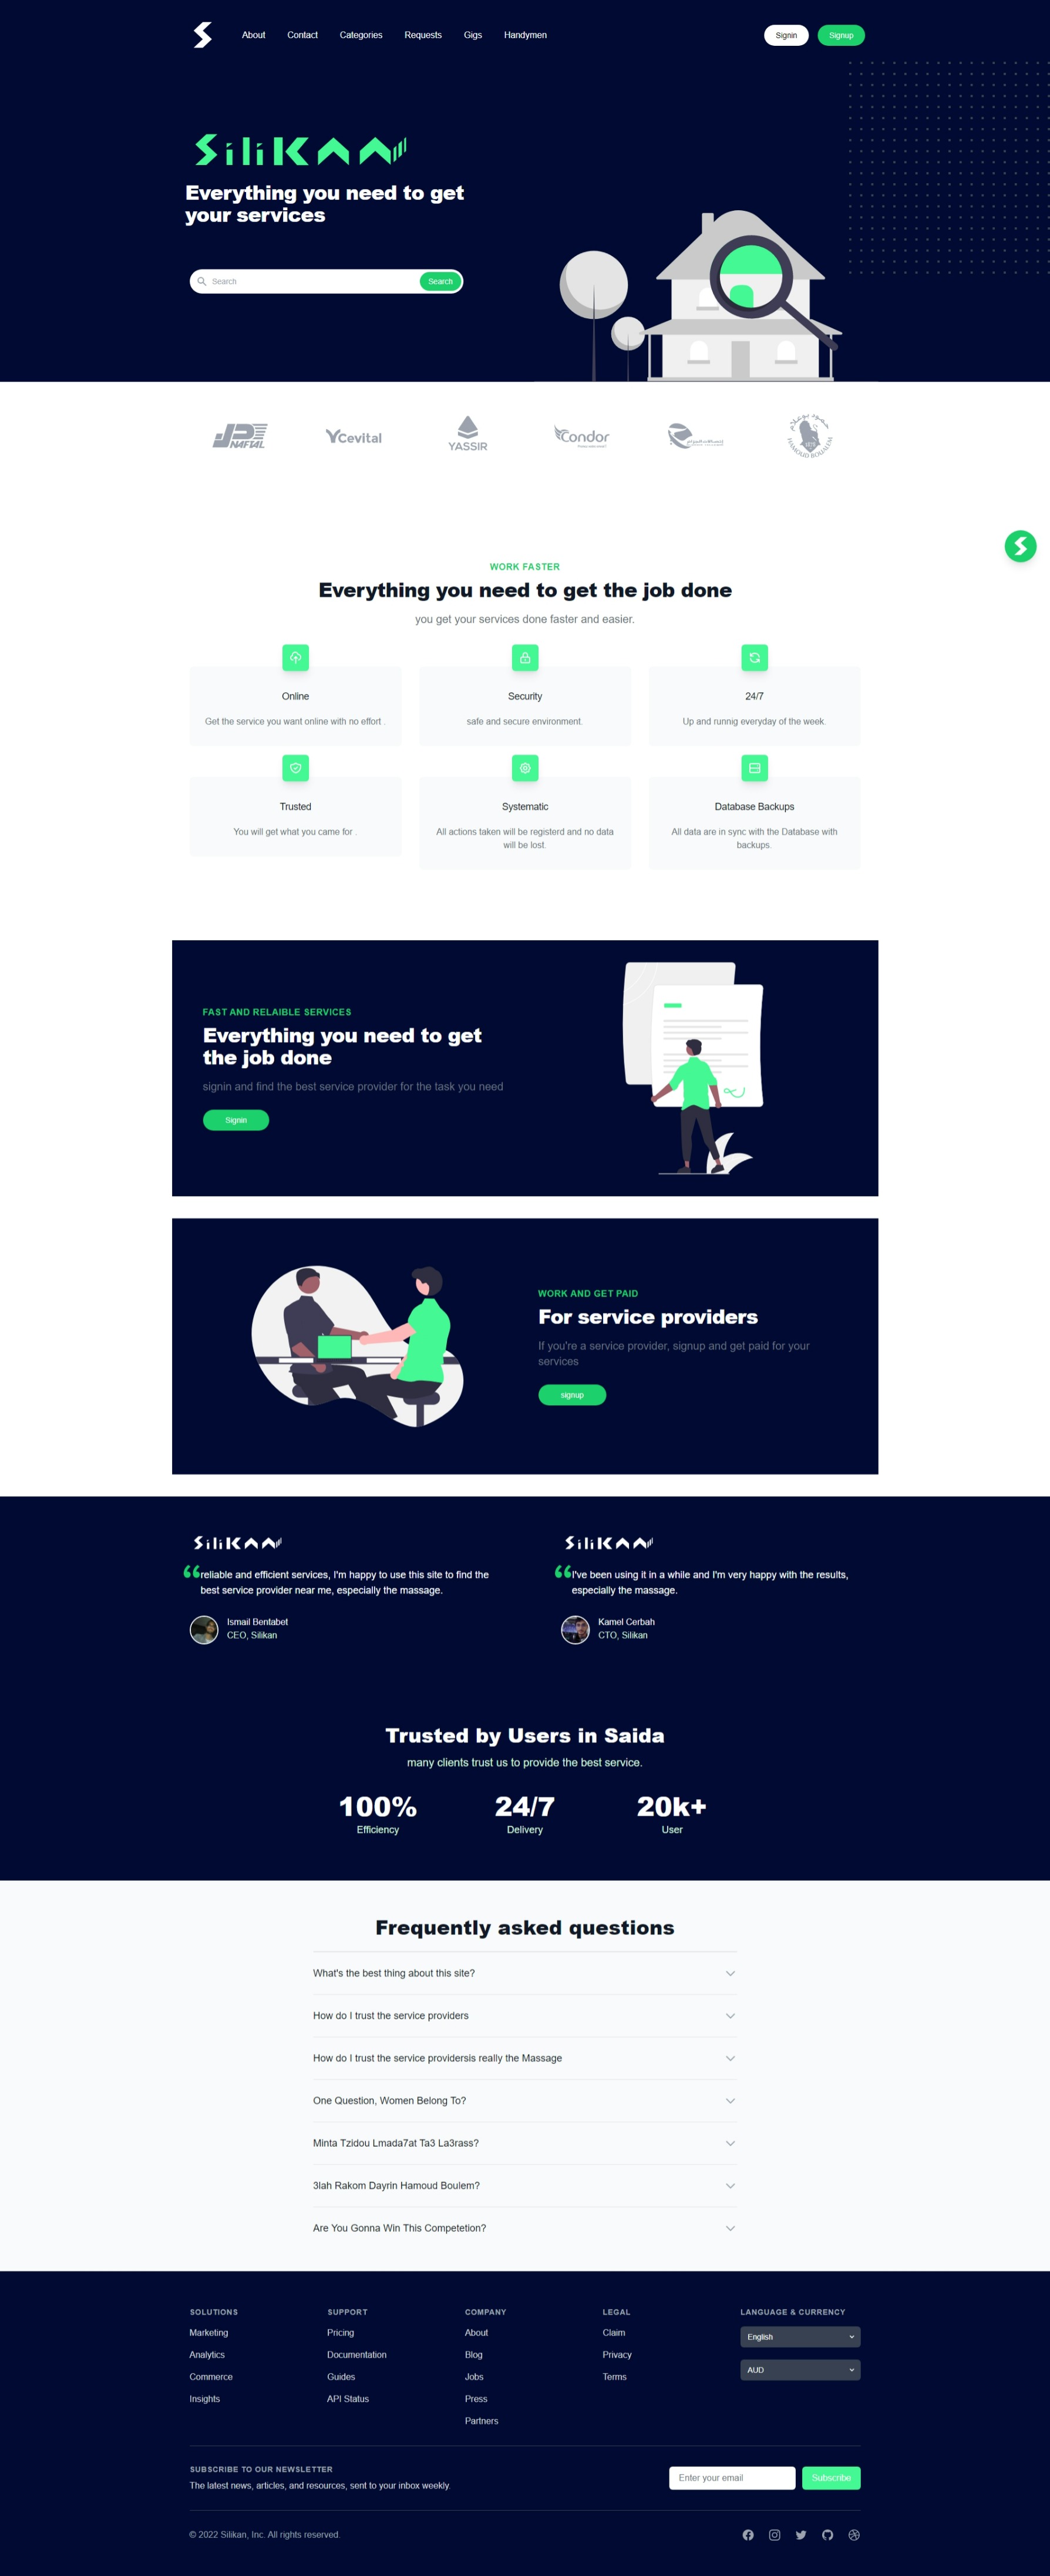 About Contact Categories Requests Gigs Handymen Signin Signup
SiliKAN
Everything you need to get
your services
Search Search
NAFTAL Cevital YASSIR Condor HAMOUD BOUALEM
WORK FASTER
Everything you need to get the job done
you get your services done faster and easier.
Online
Get the service you want online with no effort .
Security
safe and secure environment.
24/7
Up and runnig everyday of the week.
Trusted
You will get what you came for .
Systematic
All actions taken will be registerd and no data
will be lost.
Database Backups
All data are in sync with the Database with
backups.
FAST AND RELAIBLE SERVICES
Everything you need to get
the job done
signin and find the best service provider for the task you need
Signin
WORK AND GET PAID
For service providers
If you're a service provider, signup and get paid for your
services
signup
SiliKAN
“reliable and efficient services, I'm happy to use this site to find the
best service provider near me, especially the massage.
Ismail Bentabet
CEO, Silikan
SiliKAN
“I've been using it in a while and I'm very happy with the results,
especially the massage.
Kamel Cerbah
CTO, Silikan
Trusted by Users in Saida
many clients trust us to provide the best service.
100%
Efficiency
24/7
Delivery
20k+
User
Frequently asked questions
What's the best thing about this site?
How do I trust the service providers
How do I trust the service providersis really the Massage
One Question, Women Belong To?
Minta Tzidou Lmada7at Ta3 La3rass?
3lah Rakom Dayrin Hamoud Boulem?
Are You Gonna Win This Competetion?
SOLUTIONS
Marketing
Analytics
Commerce
Insights
SUPPORT
Pricing
Documentation
Guides
API Status
COMPANY
About
Blog
Jobs
Press
Partners
LEGAL
Claim
Privacy
Terms
LANGUAGE & CURRENCY
English
AUD
SUBSCRIBE TO OUR NEWSLETTER
The latest news, articles, and resources, sent to your inbox weekly.
Enter your email Subscribe
© 2022 Silikan, Inc. All rights reserved.